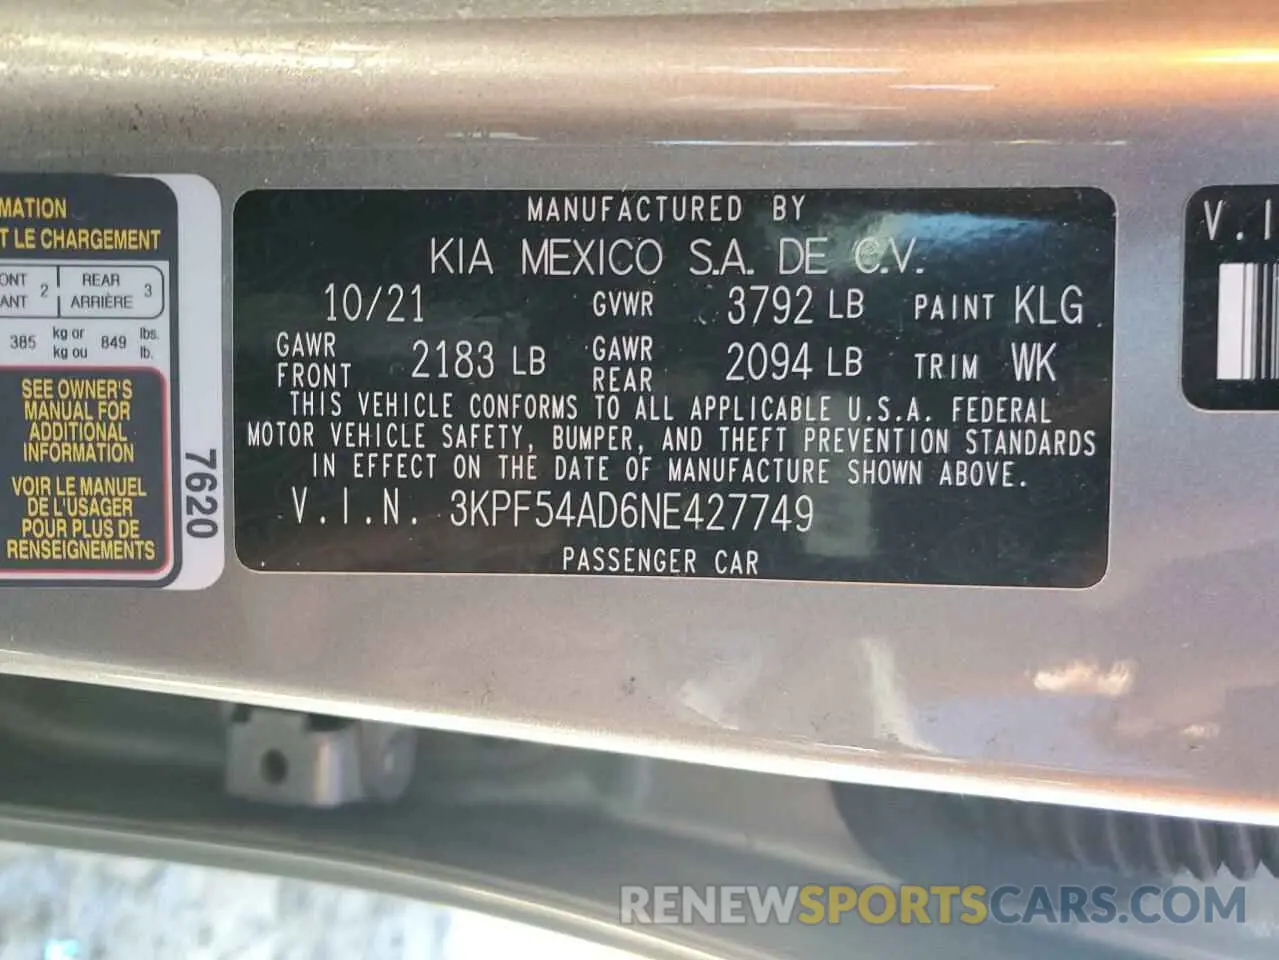 MATION
T LE CHARGEMENT
ONT 2 REAR 3
ANT ARRIÈRE
385 kg or 849 lbs.
kg ou lb.
SEE OWNER'S
MANUAL FOR
ADDITIONAL
INFORMATION
VOIR LE MANUEL
DE L'USAGER
POUR PLUS DE
RENSEIGNEMENTS
7620
MANUFACTURED BY
KIA MEXICO S.A. DE C.V.
10/21 GVWR 3792 LB PAINT KLG
GAWR FRONT 2183 LB GAWR REAR 2094 LB TRIM WK
THIS VEHICLE CONFORMS TO ALL APPLICABLE U.S.A. FEDERAL
MOTOR VEHICLE SAFETY, BUMPER, AND THEFT PREVENTION STANDARDS
IN EFFECT ON THE DATE OF MANUFACTURE SHOWN ABOVE.
V.I.N. 3KPF54AD6NE427749
PASSENGER CAR
V.I
RENEWSPORTSCARS.COM